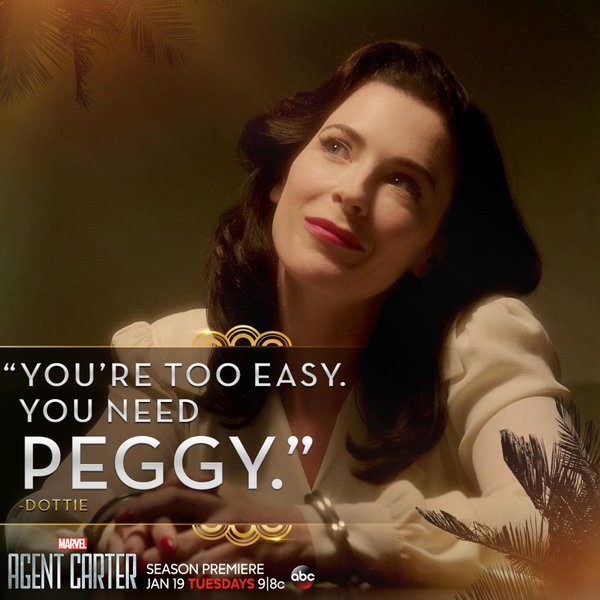 “YOU’RE TOO EASY.
YOU NEED
PEGGY.”
-DOTTIE
MARVEL
AGENT CARTER
SEASON PREMIERE
JAN 19 TUESDAYS 9|8c
abc